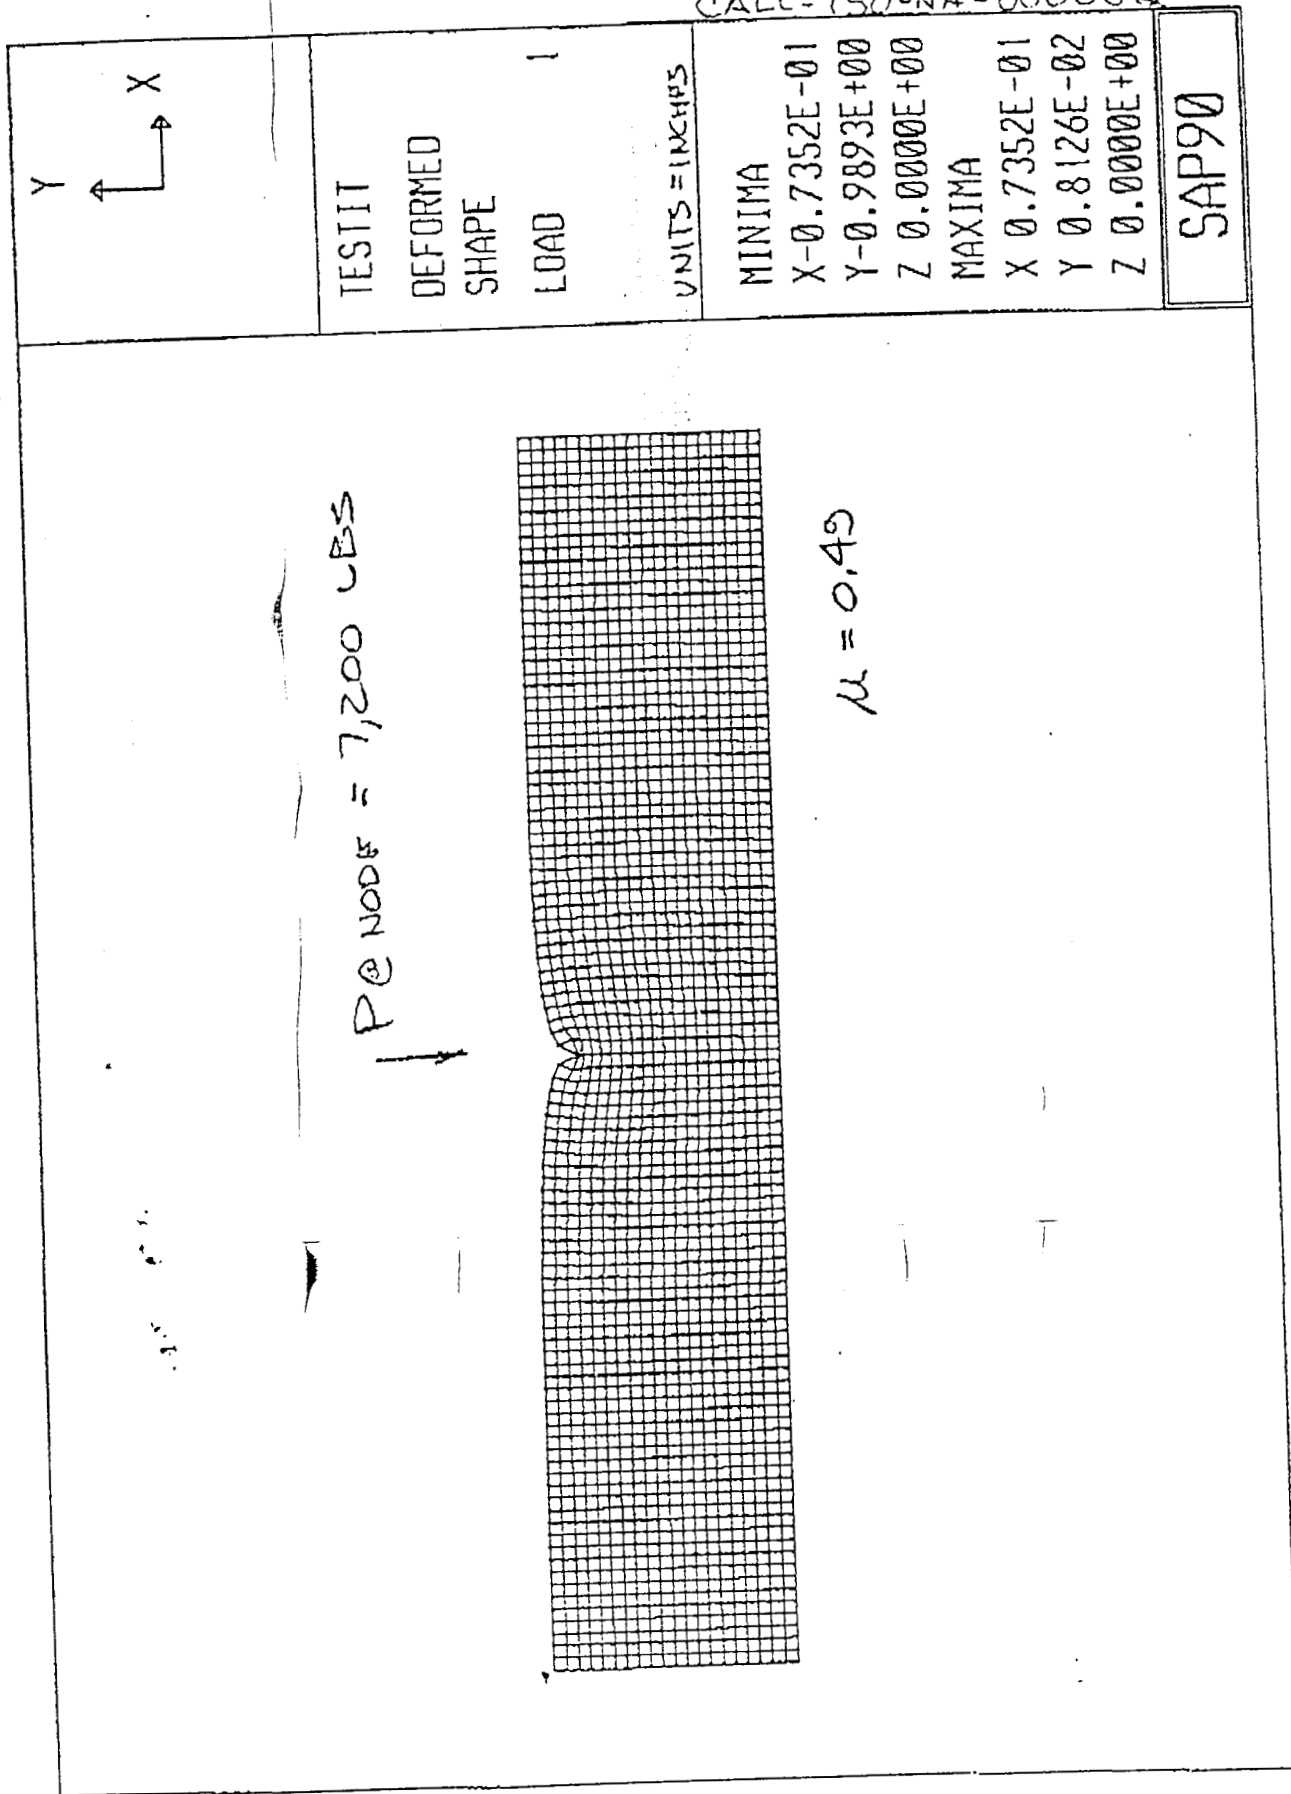 Y
X
TESTIT
DEFORMED
SHAPE
LOAD 1
UNITS = INCHES
MINIMA
X-0.7352E-01
Y-0.9893E+00
Z 0.0000E+00
MAXIMA
X 0.7352E-01
Y 0.8126E-02
Z 0.0000E+00
SAP90
P@ NODE = 7,200 LBS
μ = 0.49